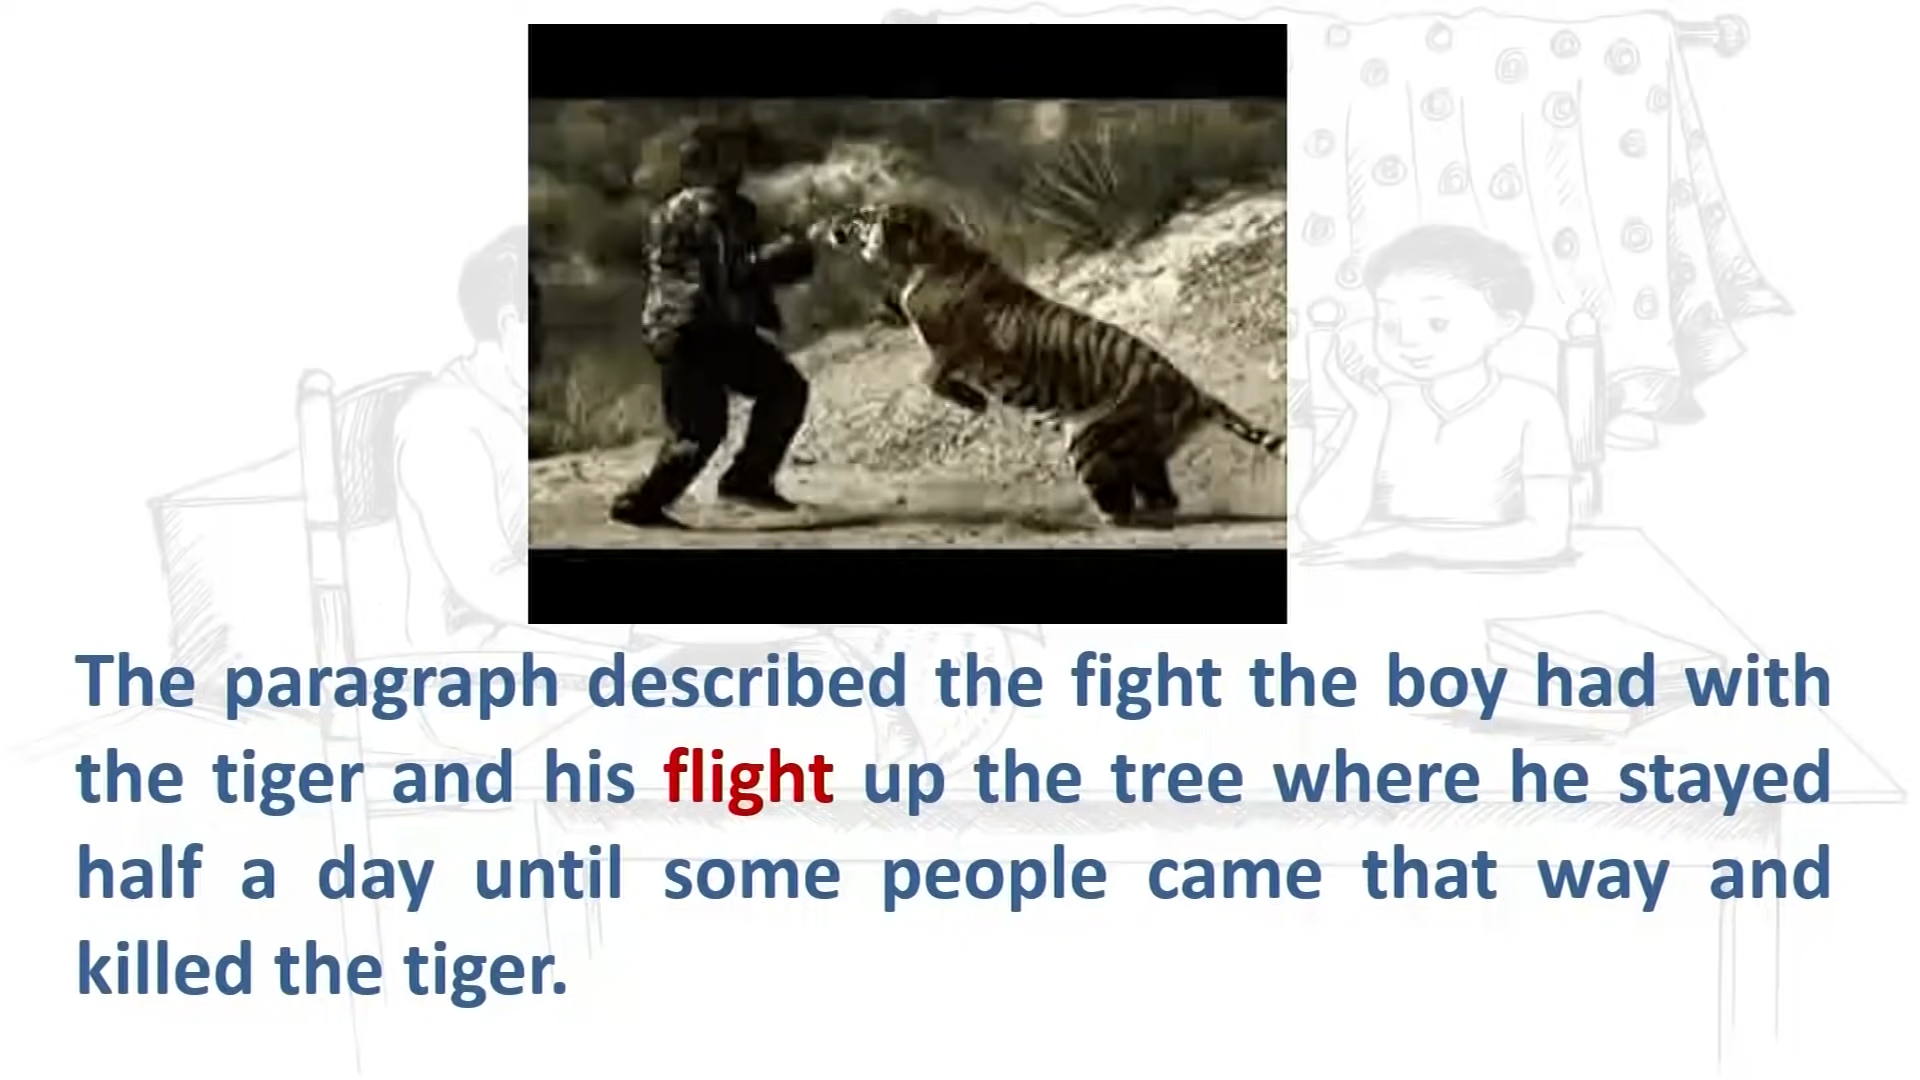 The paragraph described the fight the boy had with
the tiger and his flight up the tree where he stayed
half a day until some people came that way and
killed the tiger.